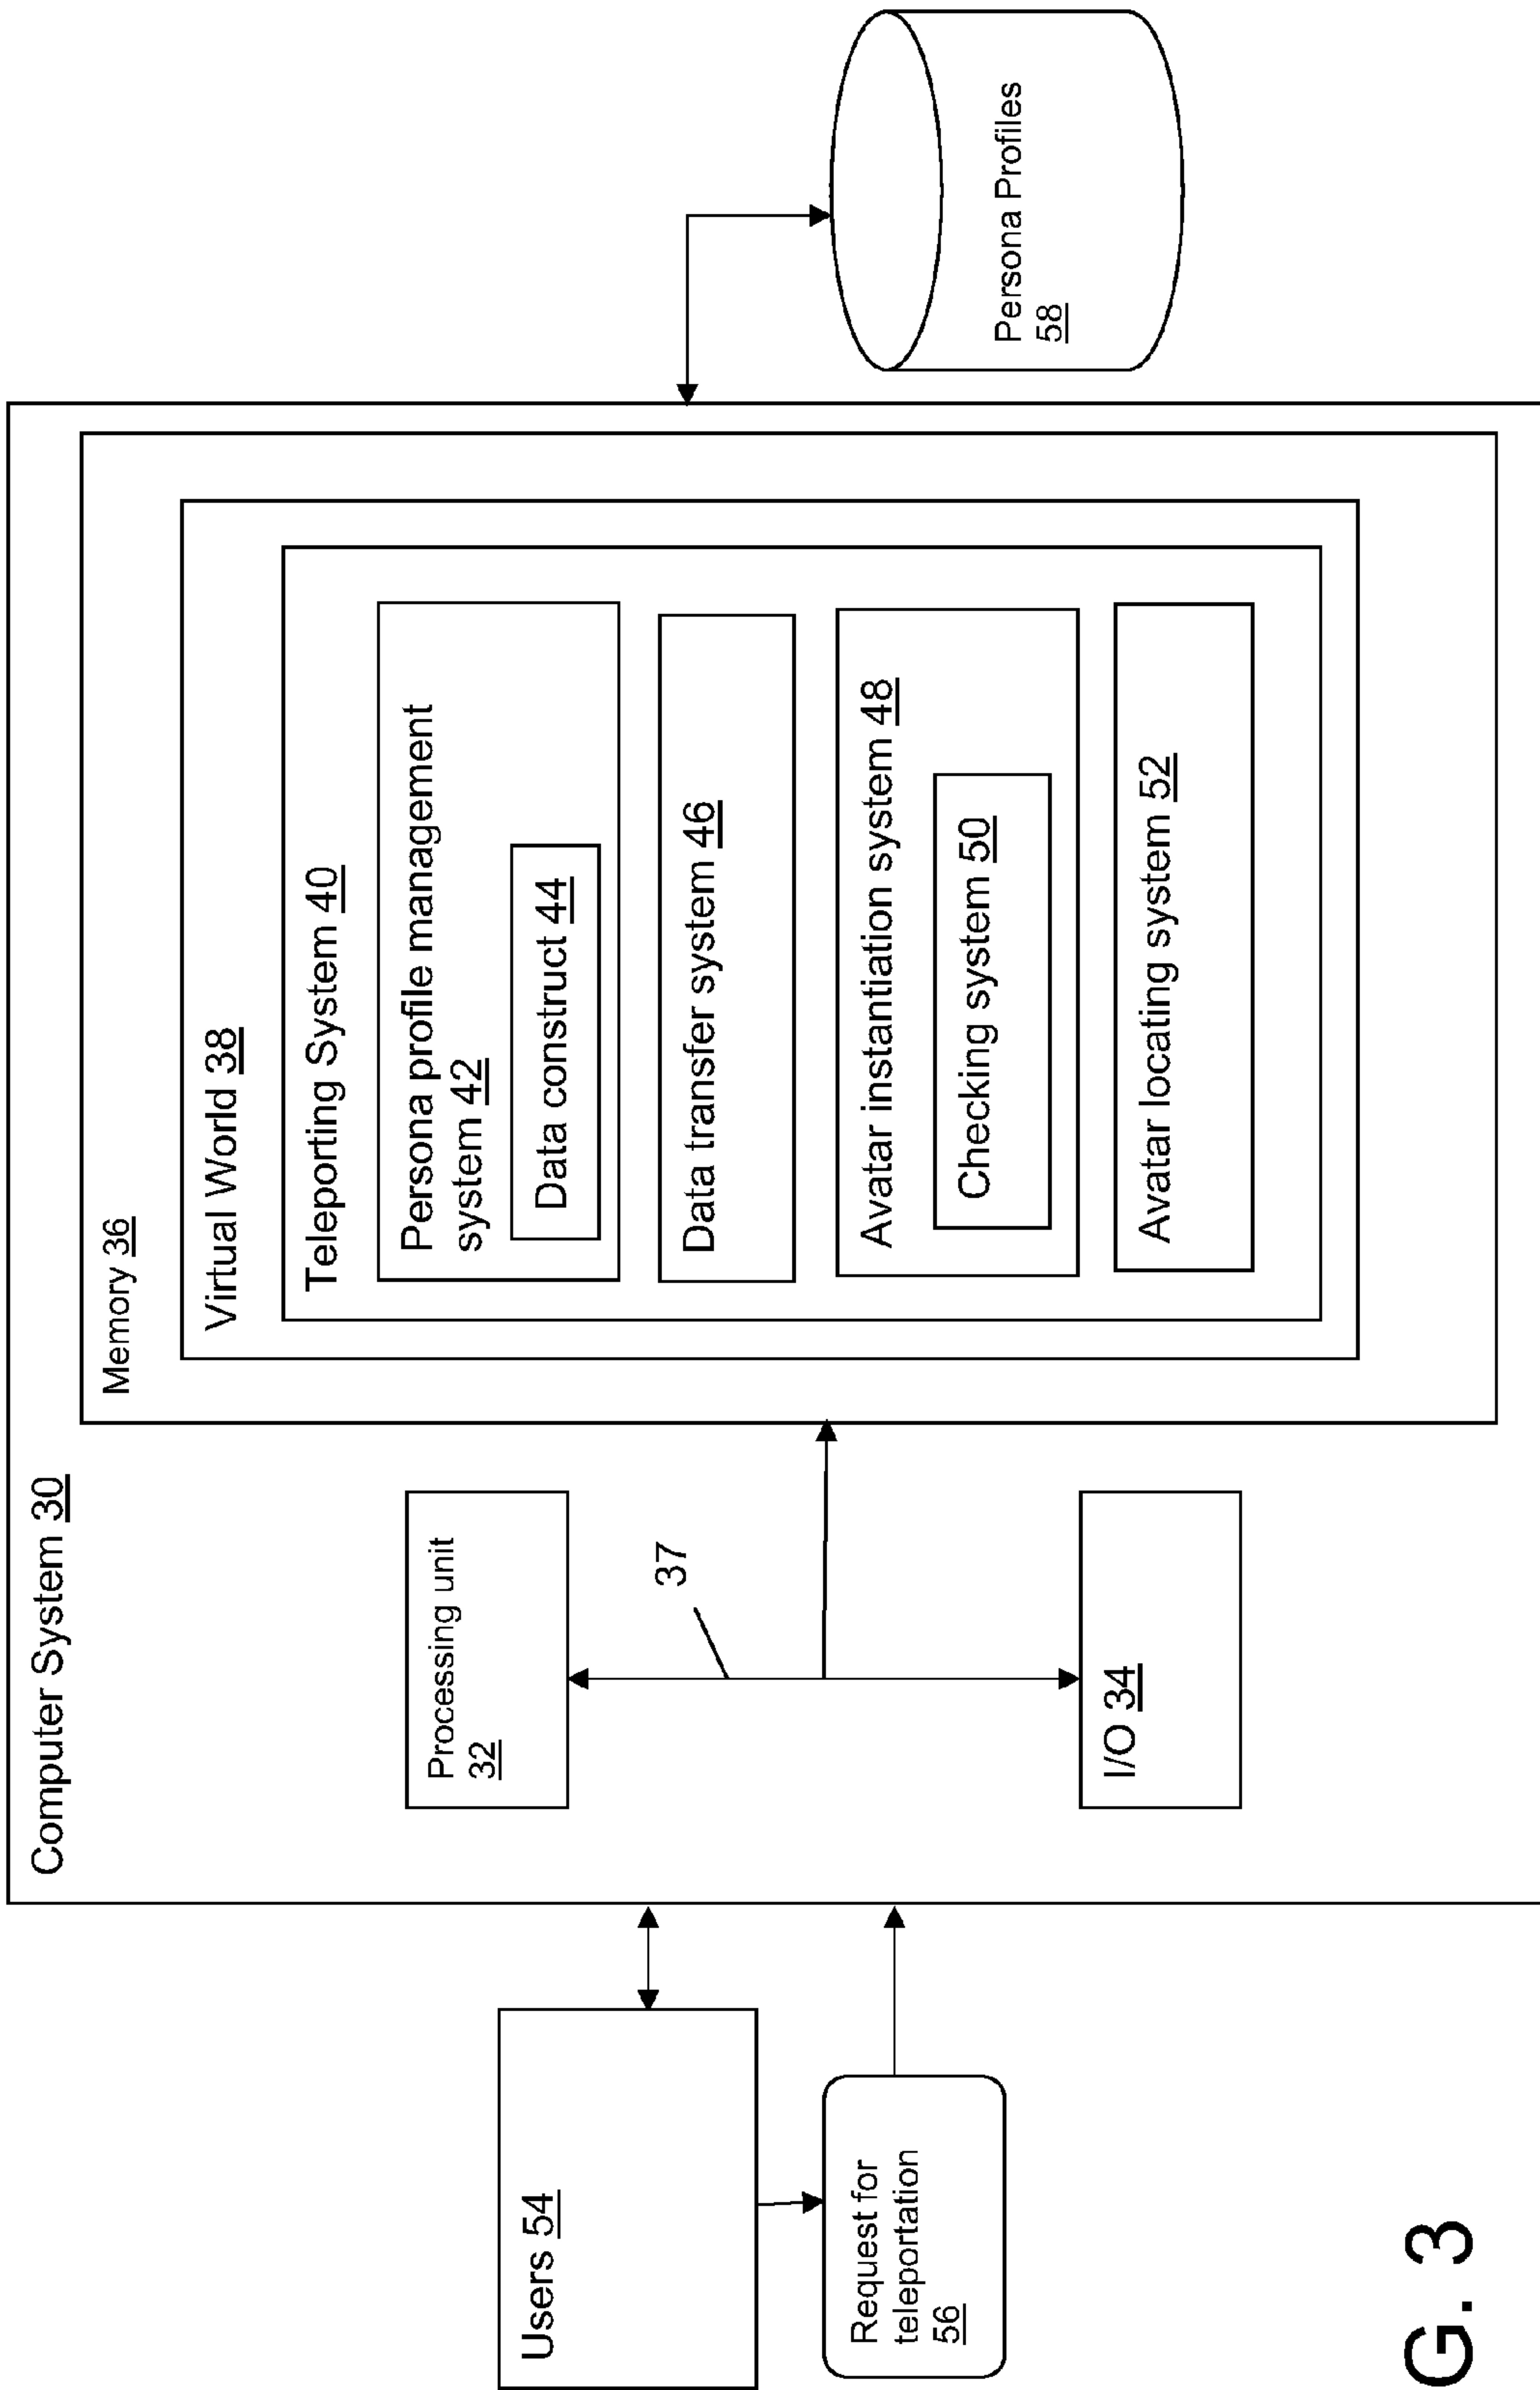 Computer System 30
Memory 36
Virtual World 38
Teleporting System 40
Persona profile management
system 42
Data construct 44
Data transfer system 46
Avatar instantiation system 48
Checking system 50
Avatar locating system 52
Processing unit
32
37
I/O 34
Users 54
Request for
teleportation
56
Persona Profiles
58
G. 3